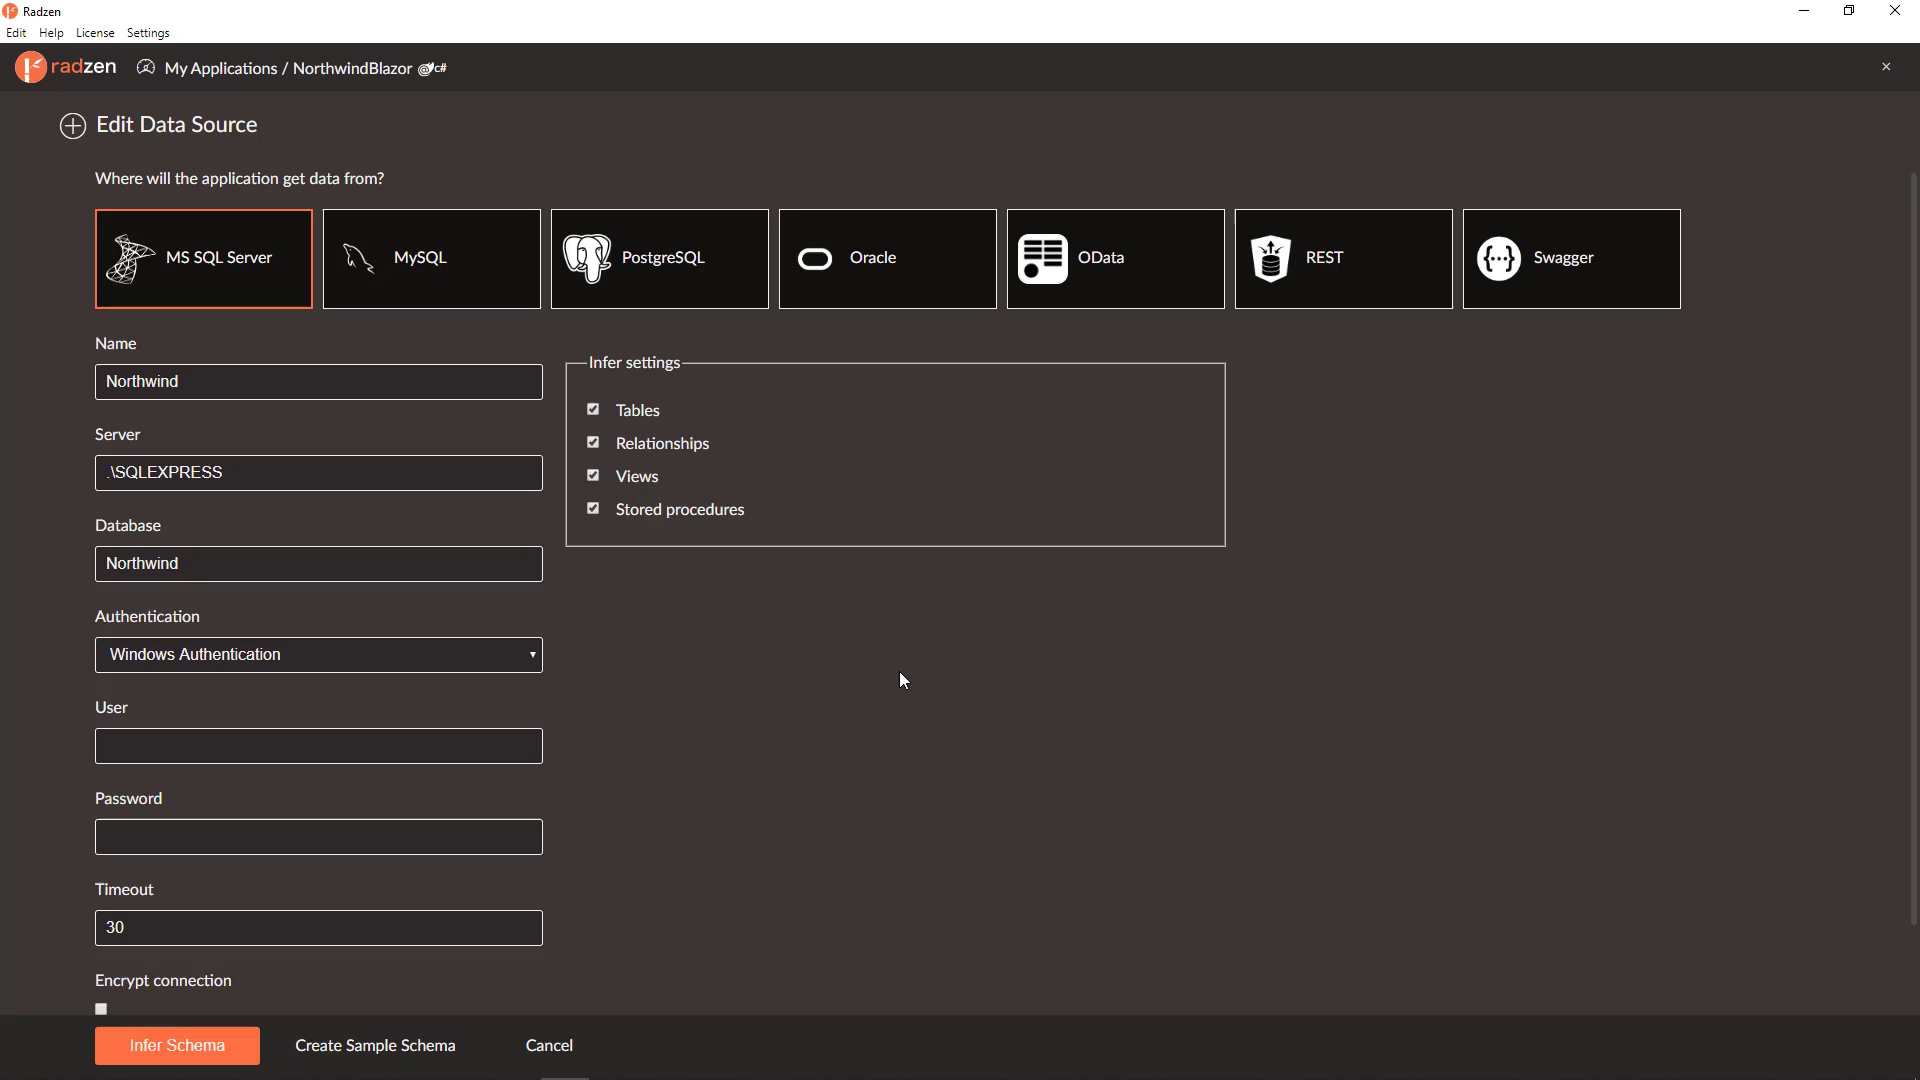 Radzen
Edit Help License Settings
radzen My Applications / NorthwindBlazor C#
Edit Data Source
Where will the application get data from?
MS SQL Server MySQL PostgreSQL Oracle OData REST Swagger
Name
Northwind
Server
.\SQLEXPRESS
Database
Northwind
Authentication
Windows Authentication
User
Password
Timeout
30
Encrypt connection
Infer settings
Tables
Relationships
Views
Stored procedures
Infer Schema Create Sample Schema Cancel